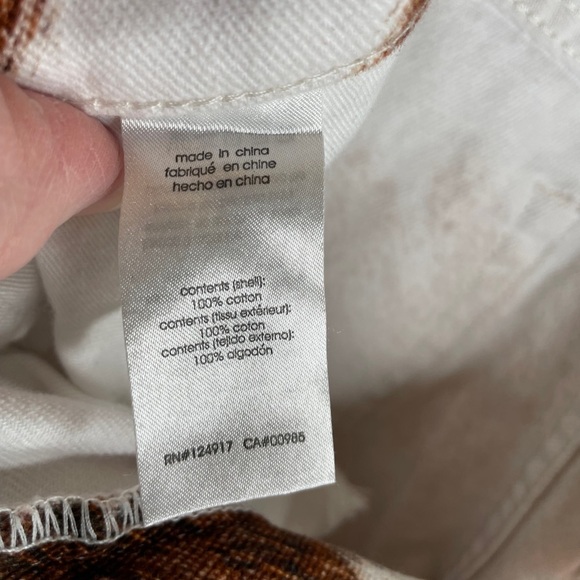 made in china
fabriqué en chine
hecho en china
contents (shell):
100% cotton
contents (tissu extérieur):
100% coton
contents (tejido externo):
100% algodón
RN#124917 CA#00985